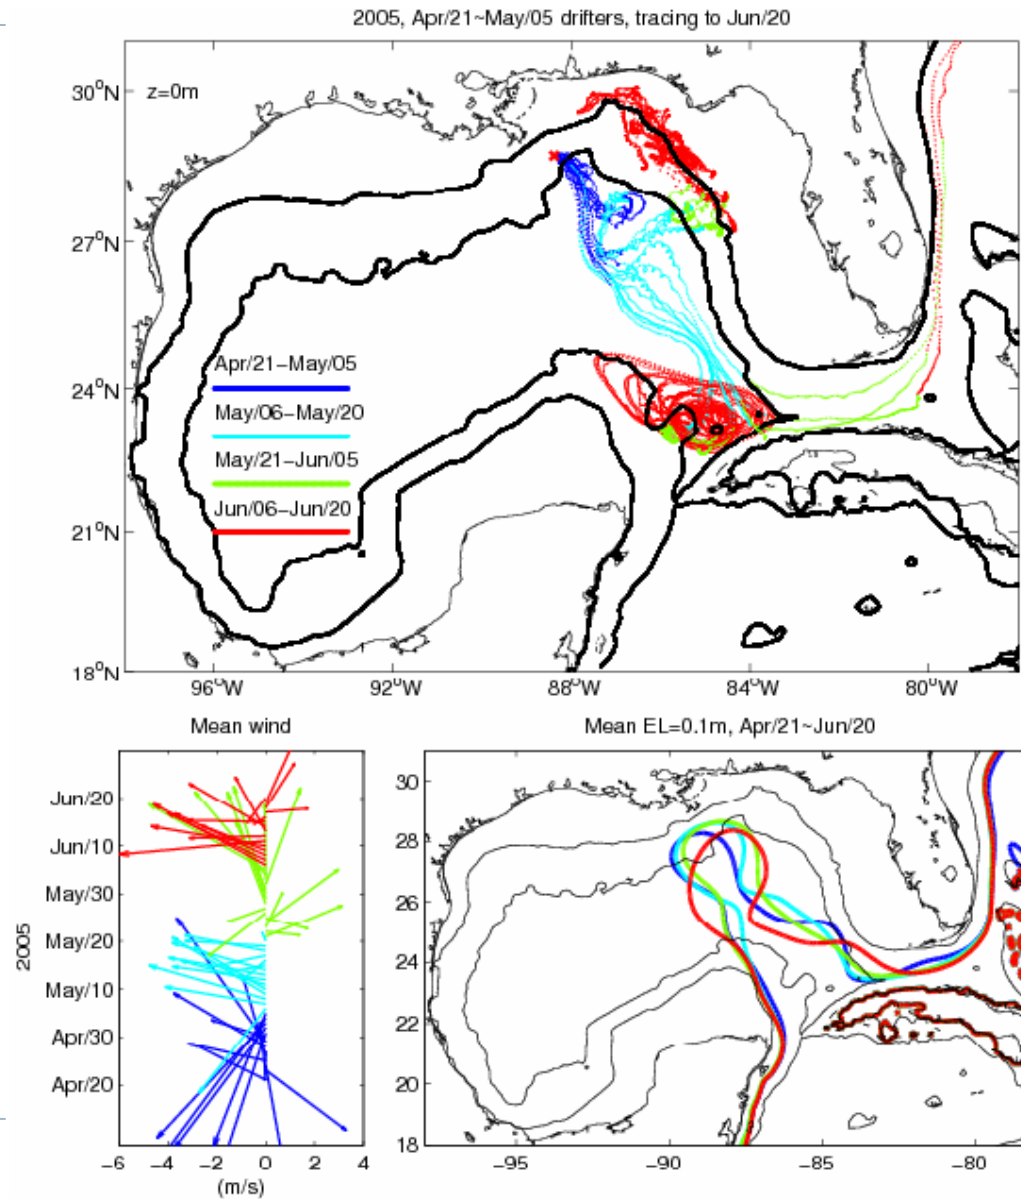 2005, Apr/21~May/05 drifters, tracing to Jun/20
30°N
z=0m
27°N
24°N
21°N
18°N
Apr/21−May/05
May/06−May/20
May/21−Jun/05
Jun/06−Jun/20
96°W 92°W 88°W 84°W 80°W
Mean wind
2005
Jun/20
Jun/10
May/30
May/20
May/10
Apr/30
Apr/20
−6 −4 −2 0 2 4
(m/s)
Mean EL=0.1m, Apr/21~Jun/20
30
28
26
24
22
20
18
−95 −90 −85 −80